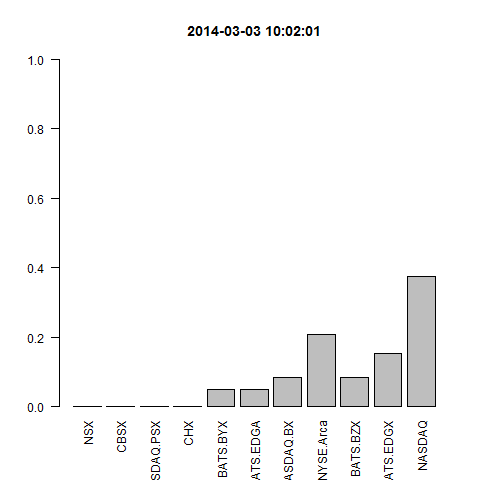 2014-03-03 10:02:01
1.0
0.8
0.6
0.4
0.2
0.0
NSX
CBSX
SDAQ.PSX
CHX
BATS.BYX
ATS.EDGA
ASDAQ.BX
NYSE.Arca
BATS.BZX
ATS.EDGX
NASDAQ